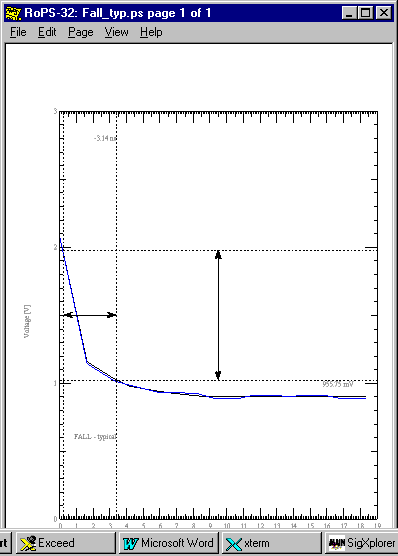 RoPS-32: Fall_typ.ps page 1 of 1
File Edit Page View Help
3
-3.14 ns
2
Voltage [V]
1
955.75 mV
FALL - typical
0
0 1 2 3 4 5 6 7 8 9 10 11 12 13 14 15 16 17 18 19
rt Exceed Microsoft Word xterm MAIN SigXplorer